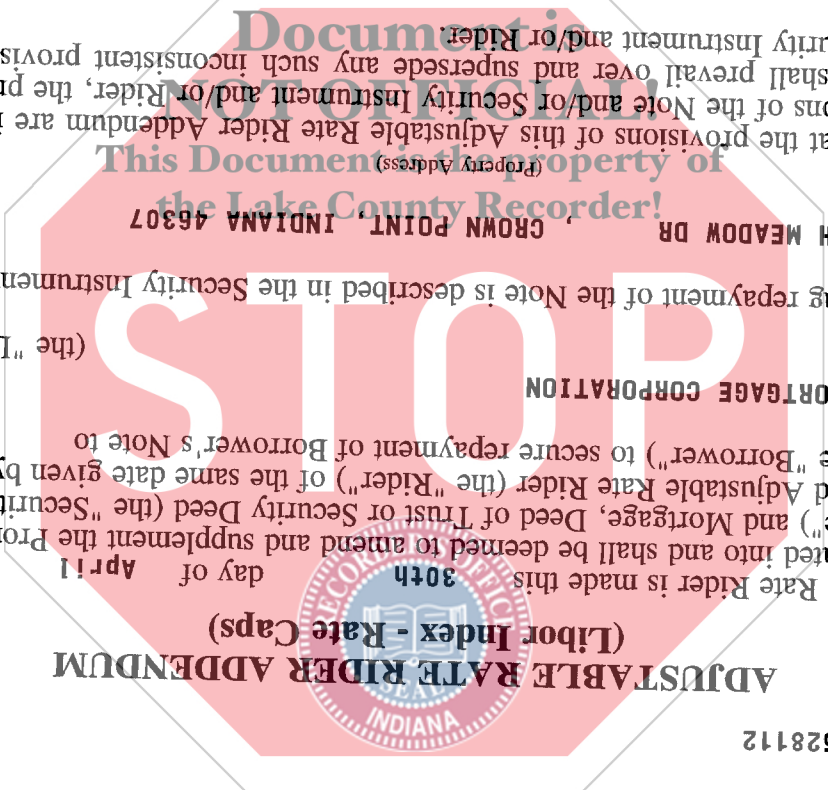 28112
ADJUSTABLE RATE RIDER ADDENDUM
(Libor Index - Rate Caps)
Rate Rider is made this 30th day of April
ated into and shall be deemed to amend and supplement the Prop
e") and Mortgage, Deed of Trust or Security Deed (the "Securit
d Adjustable Rate Rider (the "Rider") of the same date given by
e "Borrower") to secure repayment of Borrower's Note to
ORTGAGE CORPORATION
(the "L
g repayment of the Note is described in the Security Instrumen
H MEADOW DR , CROWN POINT, INDIANA 46307
(Property Address)
at the provisions of this Adjustable Rate Rider Addendum are i
ons of the Note and/or Security Instrument and/or Rider, the pr
shall prevail over and supersede any such inconsistent provis
urity Instrument and/or Rider.
Document is
NOT OFFICIAL!
This Document is the property of
the Lake County Recorder!
STOP
RECORDER'S OFFICE
SEAL
INDIANA